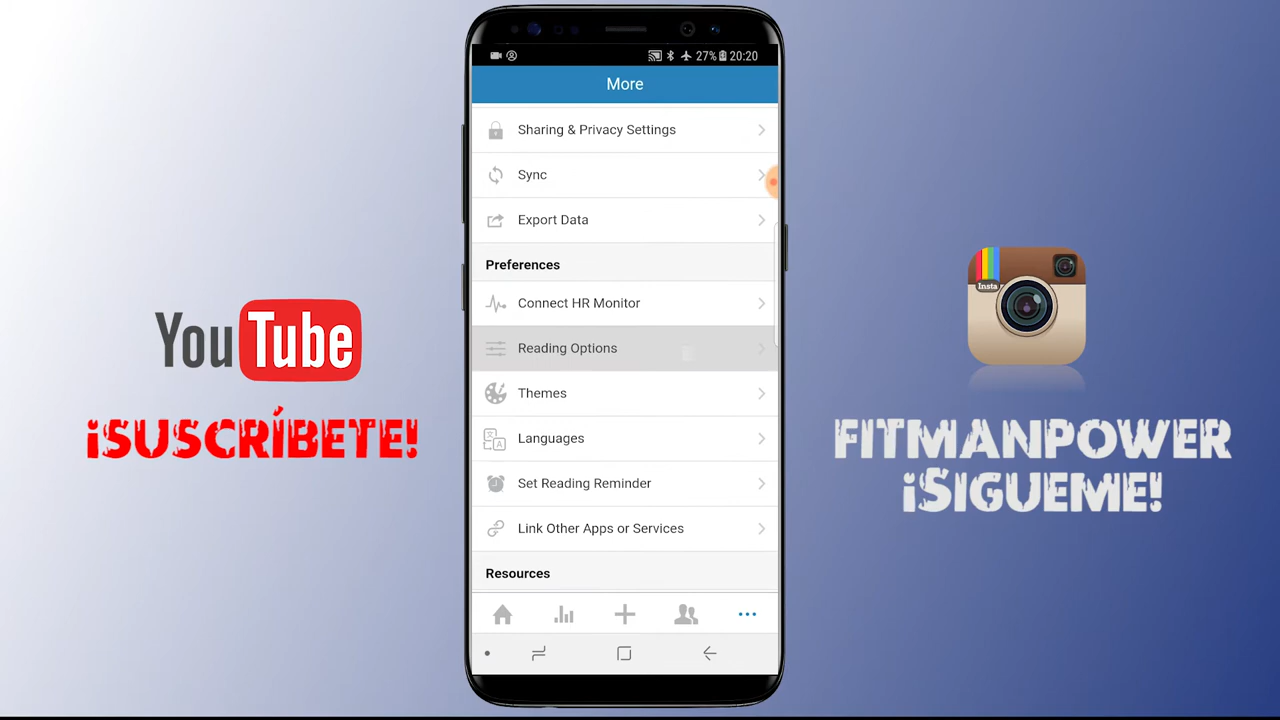 27% 20:20
More
Sharing & Privacy Settings
Sync
Export Data
Preferences
Connect HR Monitor
Reading Options
Themes
Languages
Set Reading Reminder
Link Other Apps or Services
Resources
YouTube
¡SUSCRÍBETE!
Insta
FITMANPOWER
¡SIGUEME!